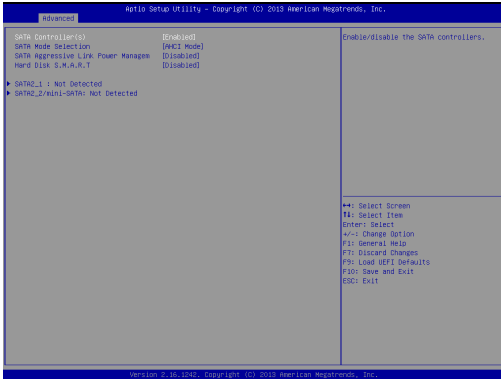 Aptio Setup Utility - Copyright (C) 2013 American Megatrends, Inc.
Advanced
SATA Controller(s) [Enabled]
SATA Mode Selection [AHCI Mode]
SATA Aggressive Link Power Managem [Disabled]
Hard Disk S.M.A.R.T [Disabled]
SATA2_1 : Not Detected
SATA2_2/mini-SATA: Not Detected
Enable/disable the SATA controllers.
↔: Select Screen
↑↓: Select Item
Enter: Select
+/-: Change Option
F1: General Help
F7: Discard Changes
F9: Load UEFI Defaults
F10: Save and Exit
ESC: Exit
Version 2.16.1242. Copyright (C) 2013 American Megatrends, Inc.